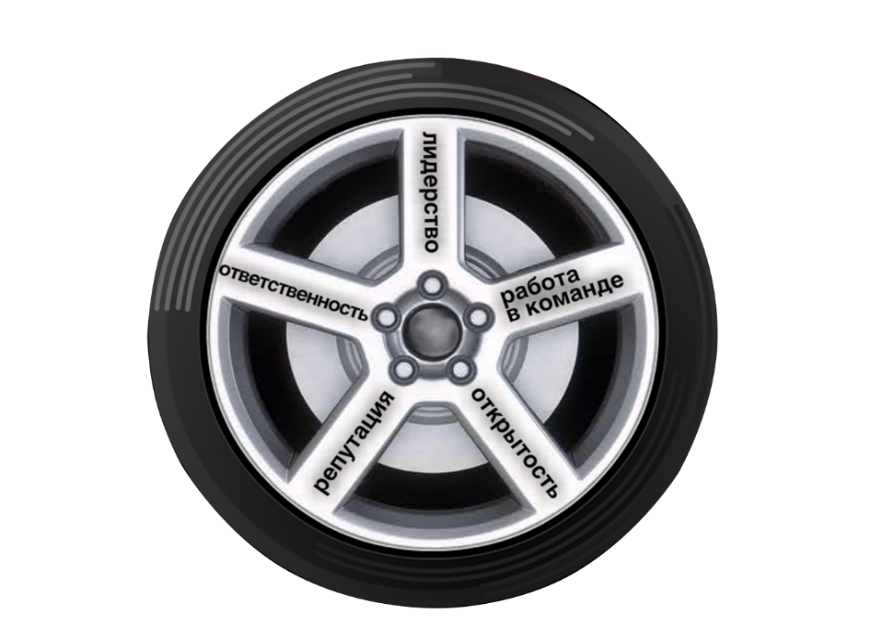 лидерство
работа
в команде
открытость
репутация
ответственность